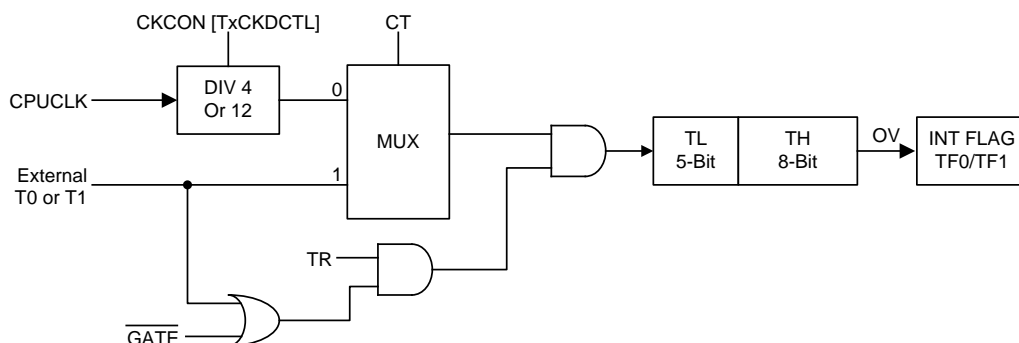 CKCON [TxCKDCTL]
CT
CPUCLK
DIV 4
Or 12
0
MUX
External
T0 or T1
1
TL
5-Bit
TH
8-Bit
OV
INT FLAG
TF0/TF1
TR
GATE